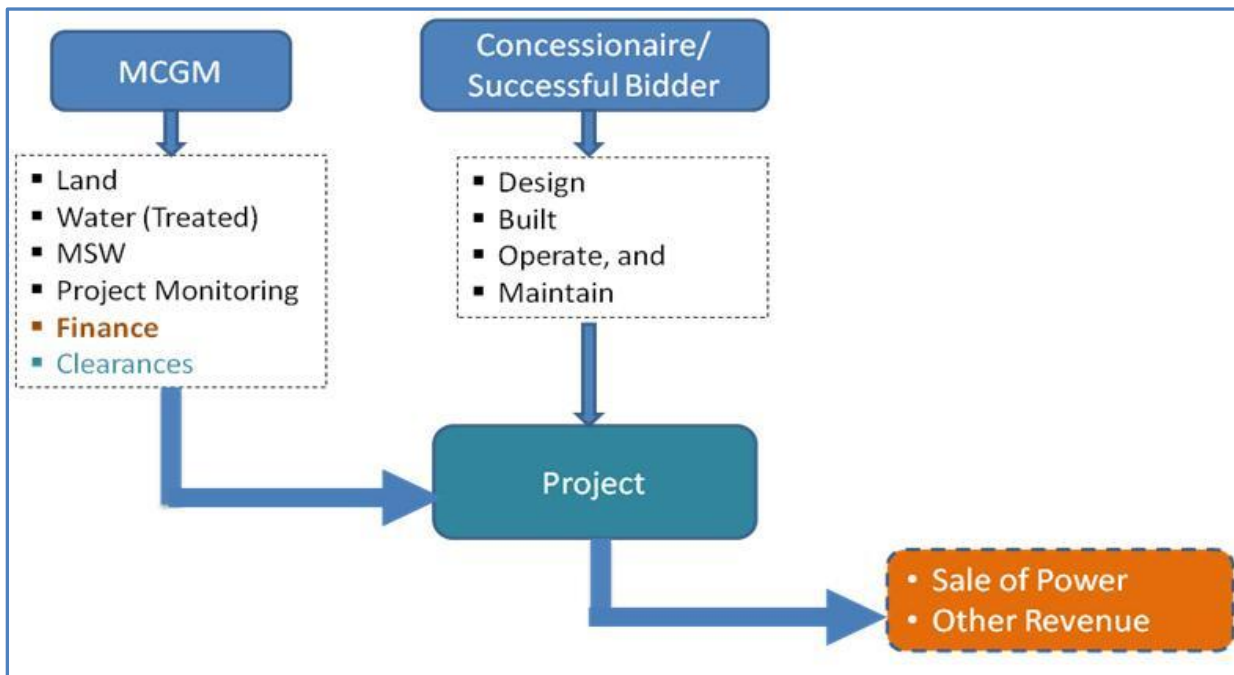 MCGM
Concessionaire/
Successful Bidder
▪ Land
▪ Water (Treated)
▪ MSW
▪ Project Monitoring
▪ Finance
▪ Clearances
▪ Design
▪ Built
▪ Operate, and
▪ Maintain
Project
• Sale of Power
• Other Revenue